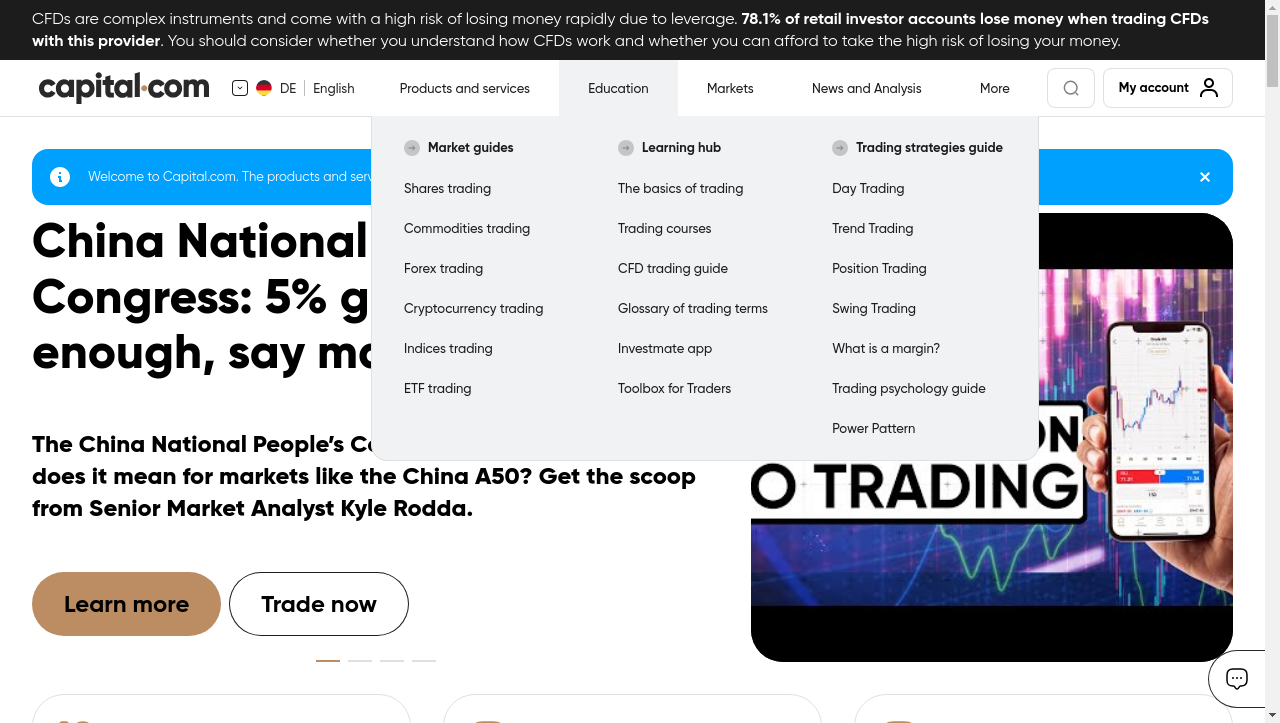 CFDs are complex instruments and come with a high risk of losing money rapidly due to leverage. 78.1% of retail investor accounts lose money when trading CFDs
with this provider. You should consider whether you understand how CFDs work and whether you can afford to take the high risk of losing your money.
capital.com
DE English
Products and services
Education
Markets
News and Analysis
More
My account
Market guides
Shares trading
Commodities trading
Forex trading
Cryptocurrency trading
Indices trading
ETF trading
Learning hub
The basics of trading
Trading courses
CFD trading guide
Glossary of trading terms
Investmate app
Toolbox for Traders
Trading strategies guide
Day Trading
Trend Trading
Position Trading
Swing Trading
What is a margin?
Trading psychology guide
Power Pattern
Welcome to Capital.com. The products and serv
China National
Congress: 5% g
enough, say ma
The China National People's Co
does it mean for markets like the China A50? Get the scoop
from Senior Market Analyst Kyle Rodda.
Learn more
Trade now
ON
O TRADING